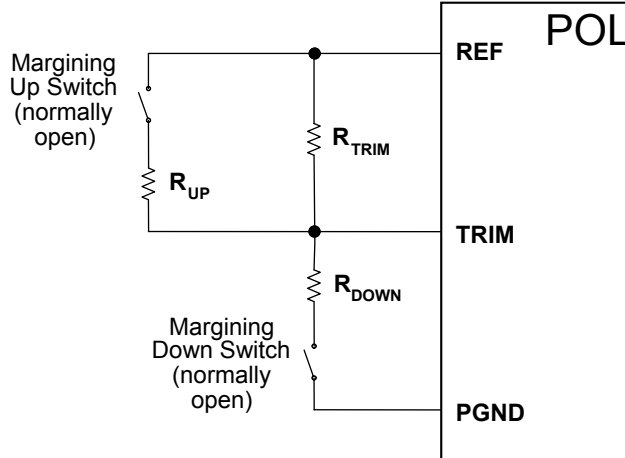 POL
REF
Margining
Up Switch
(normally
open)
R_TRIM
R_UP
TRIM
R_DOWN
Margining
Down Switch
(normally
open)
PGND